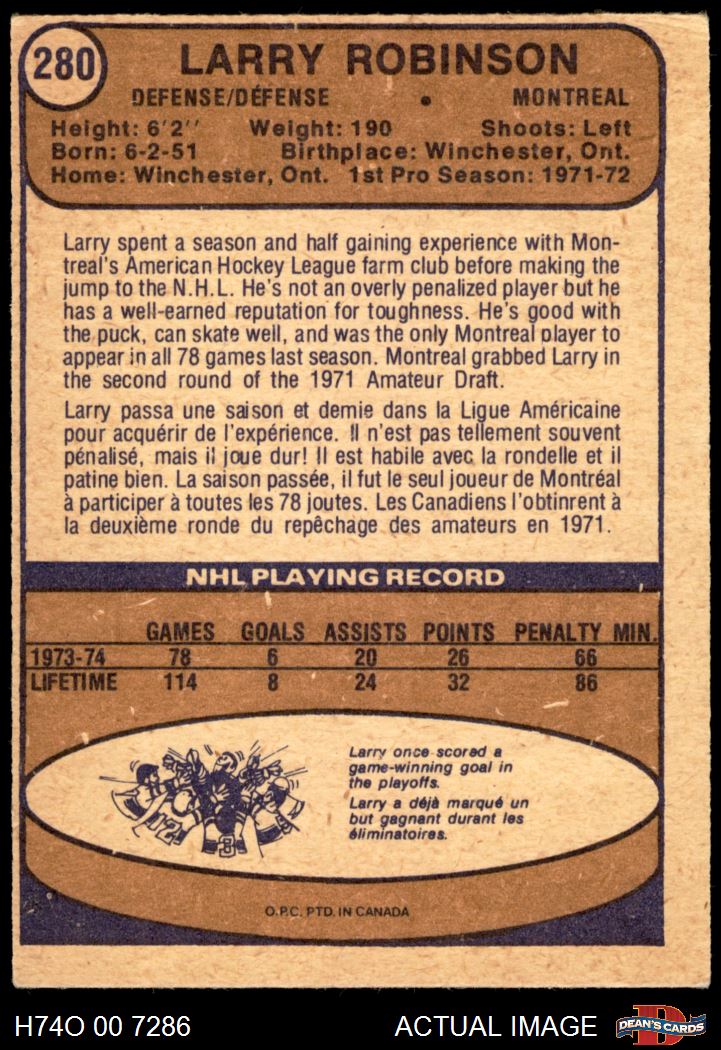 280
LARRY ROBINSON
DEFENSE/DÉFENSE • MONTREAL
Height: 6'2'' Weight: 190 Shoots: Left
Born: 6-2-51 Birthplace: Winchester, Ont.
Home: Winchester, Ont. 1st Pro Season: 1971-72
Larry spent a season and half gaining experience with Mon-
treal's American Hockey League farm club before making the
jump to the N.H.L. He's not an overly penalized player but he
has a well-earned reputation for toughness. He's good with
the puck, can skate well, and was the only Montreal player to
appear in all 78 games last season. Montreal grabbed Larry in
the second round of the 1971 Amateur Draft.
Larry passa une saison et demie dans la Ligue Américaine
pour acquérir de l'expérience. Il n'est pas tellement souvent
pénalisé, mais il joue dur! Il est habile avec la rondelle et il
patine bien. La saison passée, il fut le seul joueur de Montréal
à participer à toutes les 78 joutes. Les Canadiens l'obtinrent à
la deuxième ronde du repêchage des amateurs en 1971.
NHL PLAYING RECORD
GAMES GOALS ASSISTS POINTS PENALTY MIN.
1973-74 78 6 20 26 66
LIFETIME 114 8 24 32 86
Larry once scored a
game-winning goal in
the playoffs.
Larry a déjà marqué un
but gagnant durant les
éliminatoires.
12
3
O.P.C. PTD. IN CANADA
H74O 00 7286 ACTUAL IMAGE
D
DEAN'S CARDS